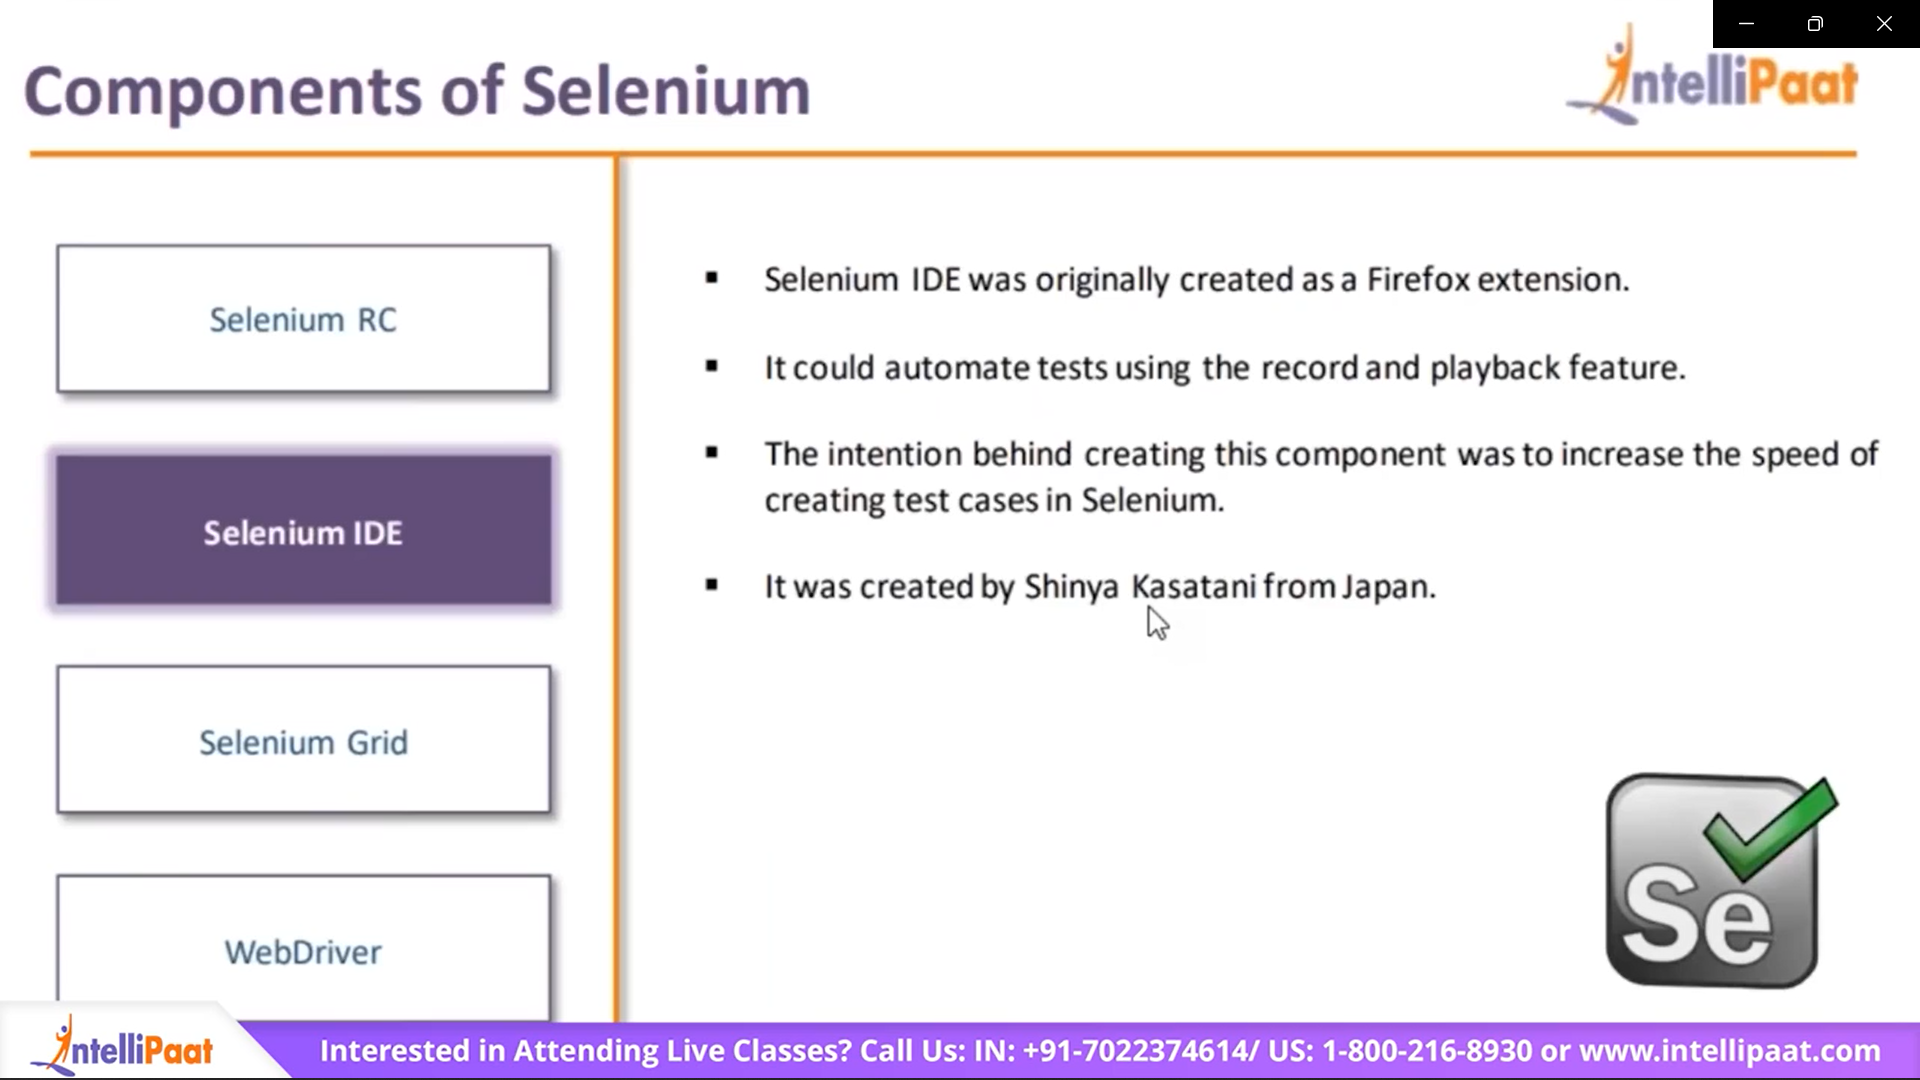 Components of Selenium
IntelliPaat
Selenium RC
Selenium IDE
Selenium Grid
WebDriver
▪ Selenium IDE was originally created as a Firefox extension.
▪ It could automate tests using the record and playback feature.
▪ The intention behind creating this component was to increase the speed of
creating test cases in Selenium.
▪ It was created by Shinya Kasatani from Japan.
Se
IntelliPaat
Interested in Attending Live Classes? Call Us: IN: +91-7022374614/ US: 1-800-216-8930 or www.intellipaat.com